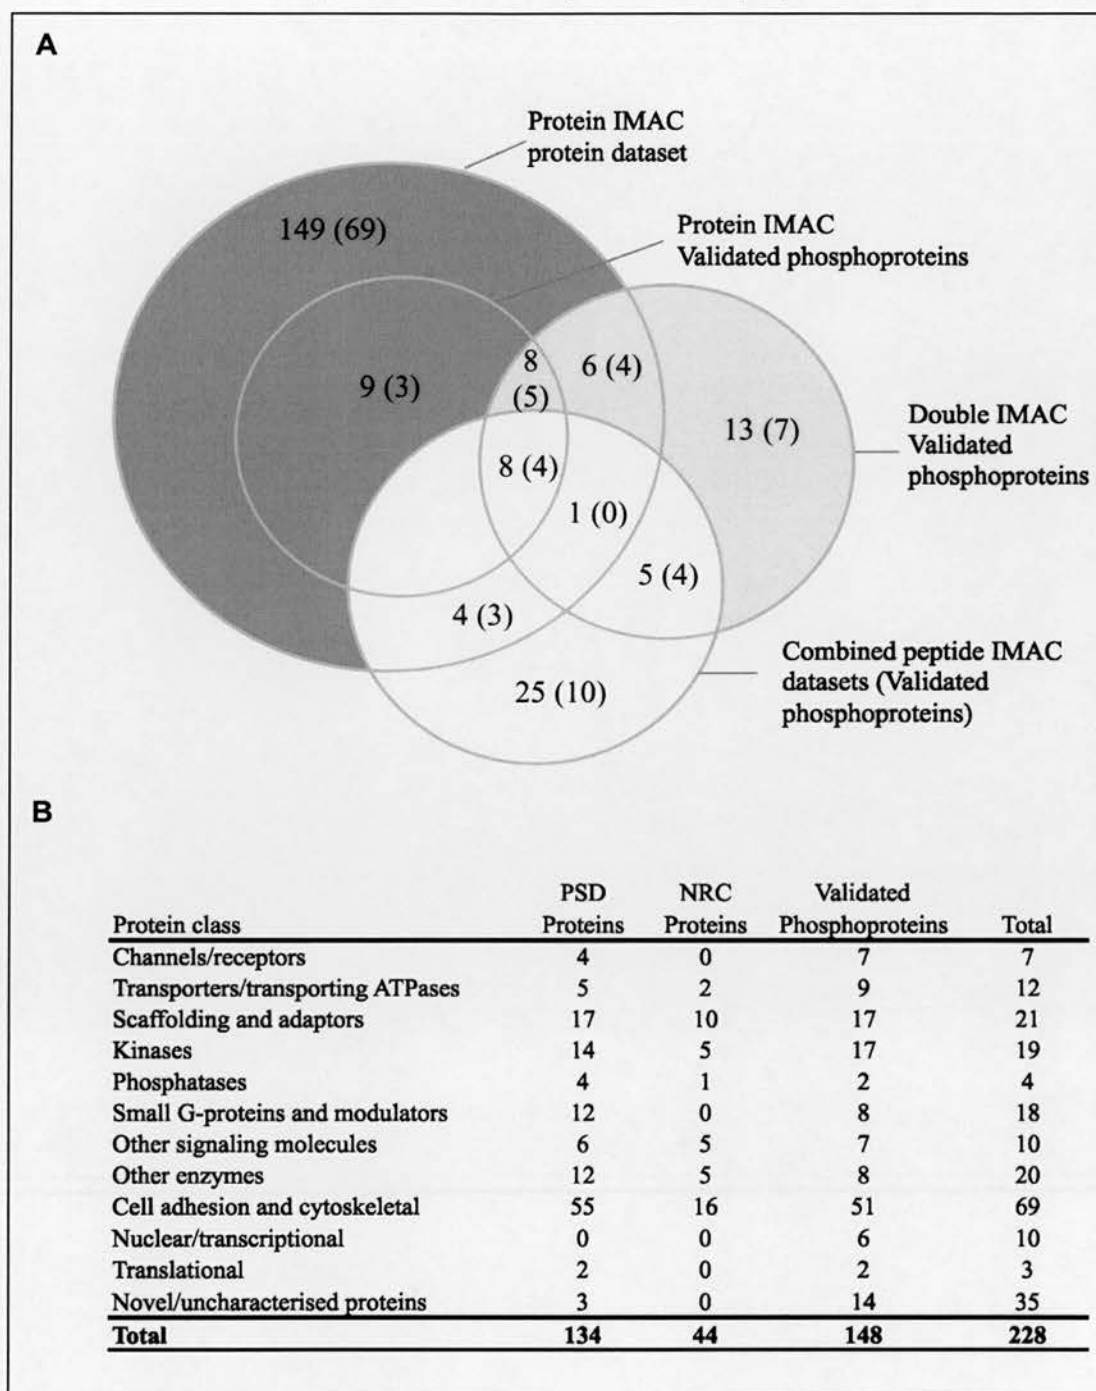 A
Protein IMAC
protein dataset
149 (69)
Protein IMAC
Validated phosphoproteins
8
(5)
6 (4)
9 (3)
13 (7)
Double IMAC
Validated
phosphoproteins
8 (4)
1 (0)
5 (4)
4 (3)
Combined peptide IMAC
datasets (Validated
phosphoproteins)
25 (10)
B
PSD NRC Validated
Protein class Proteins Proteins Phosphoproteins Total
Channels/receptors 4 0 7 7
Transporters/transporting ATPases 5 2 9 12
Scaffolding and adaptors 17 10 17 21
Kinases 14 5 17 19
Phosphatases 4 1 2 4
Small G-proteins and modulators 12 0 8 18
Other signaling molecules 6 5 7 10
Other enzymes 12 5 8 20
Cell adhesion and cytoskeletal 55 16 51 69
Nuclear/transcriptional 0 0 6 10
Translational 2 0 2 3
Novel/uncharacterised proteins 3 0 14 35
Total 134 44 148 228